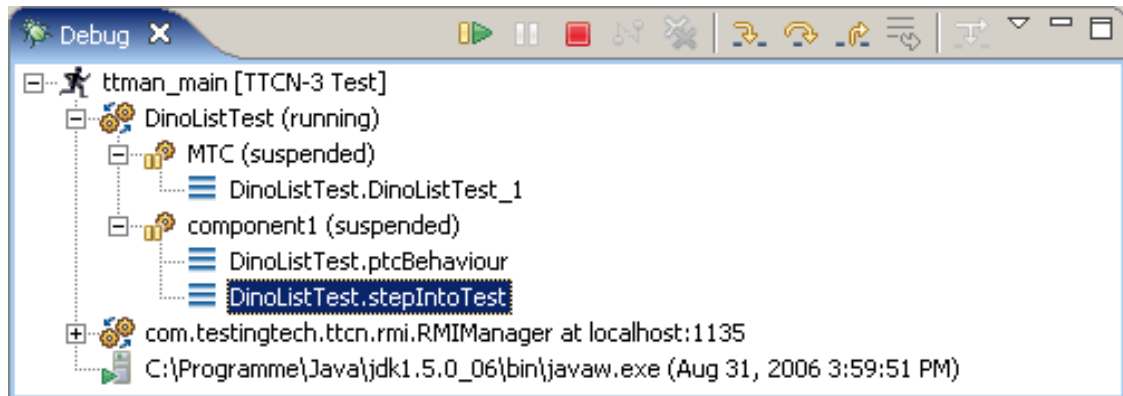 Debug
ttman_main [TTCN-3 Test]
DinoListTest (running)
MTC (suspended)
DinoListTest.DinoListTest_1
component1 (suspended)
DinoListTest.ptcBehaviour
DinoListTest.stepIntoTest
com.testingtech.ttcn.rmi.RMIManager at localhost:1135
C:\Programme\Java\jdk1.5.0_06\bin\javaw.exe (Aug 31, 2006 3:59:51 PM)